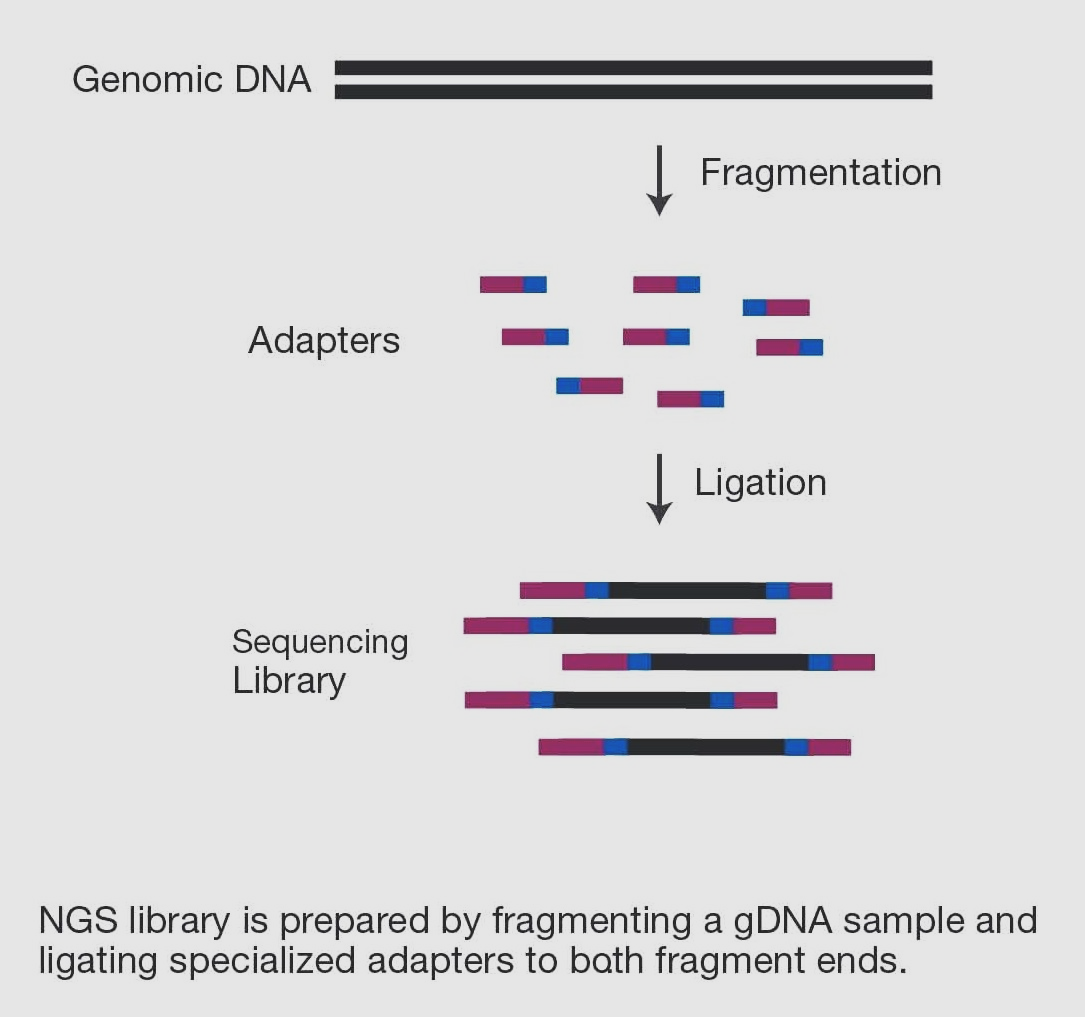 Genomic DNA
Fragmentation
Adapters
Ligation
Sequencing
Library
NGS library is prepared by fragmenting a gDNA sample and
ligating specialized adapters to both fragment ends.